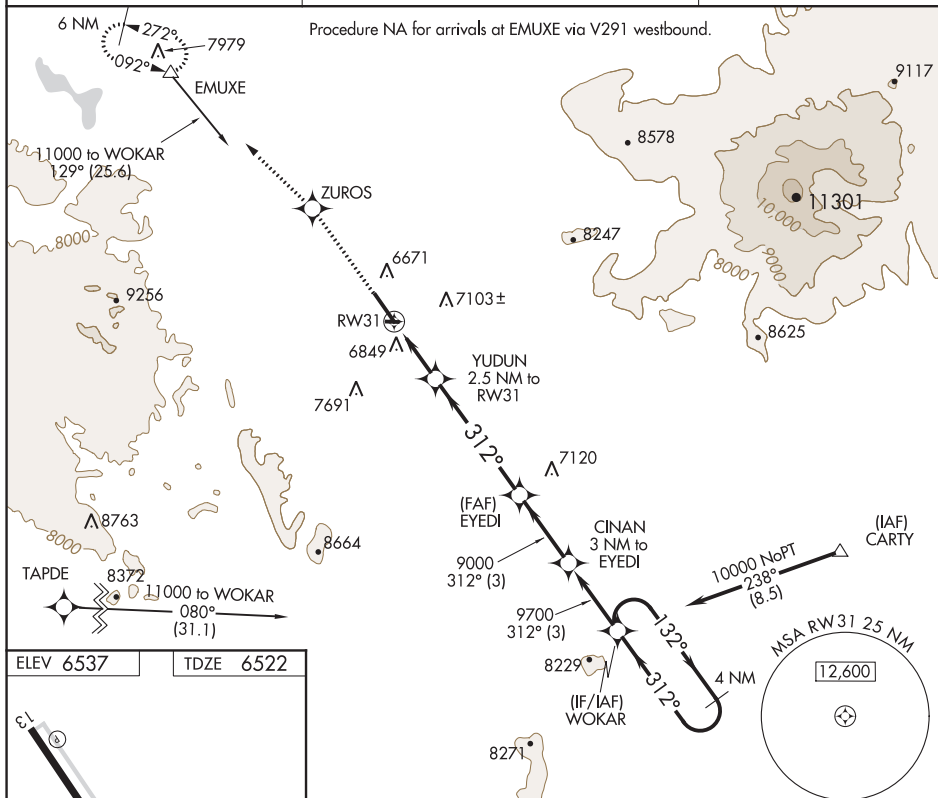 Procedure NA for arrivals at EMUXE via V291 westbound.
6 NM
272°
7979
092°
EMUXE
9117
8578
11000 to WOKAR
129° (25.6)
ZUROS
11301
10,000
9000
8000
8247
8000
6671
9256
7103±
RW31
8625
6849
YUDUN
2.5 NM to
RW31
7691
312°
7120
(FAF)
EYEDI
8763
8000
8664
CINAN
3 NM to
EYEDI
(IAF)
CARTY
9000
312° (3)
10000 NoPT
238°
(8.5)
TAPDE
8372
11000 to WOKAR
080°
(31.1)
9700
312° (3)
132°
MSA RW31 25 NM
12,600
ELEV 6537
TDZE 6522
8229
312°
4 NM
(IF/IAF)
WOKAR
13
P
8271